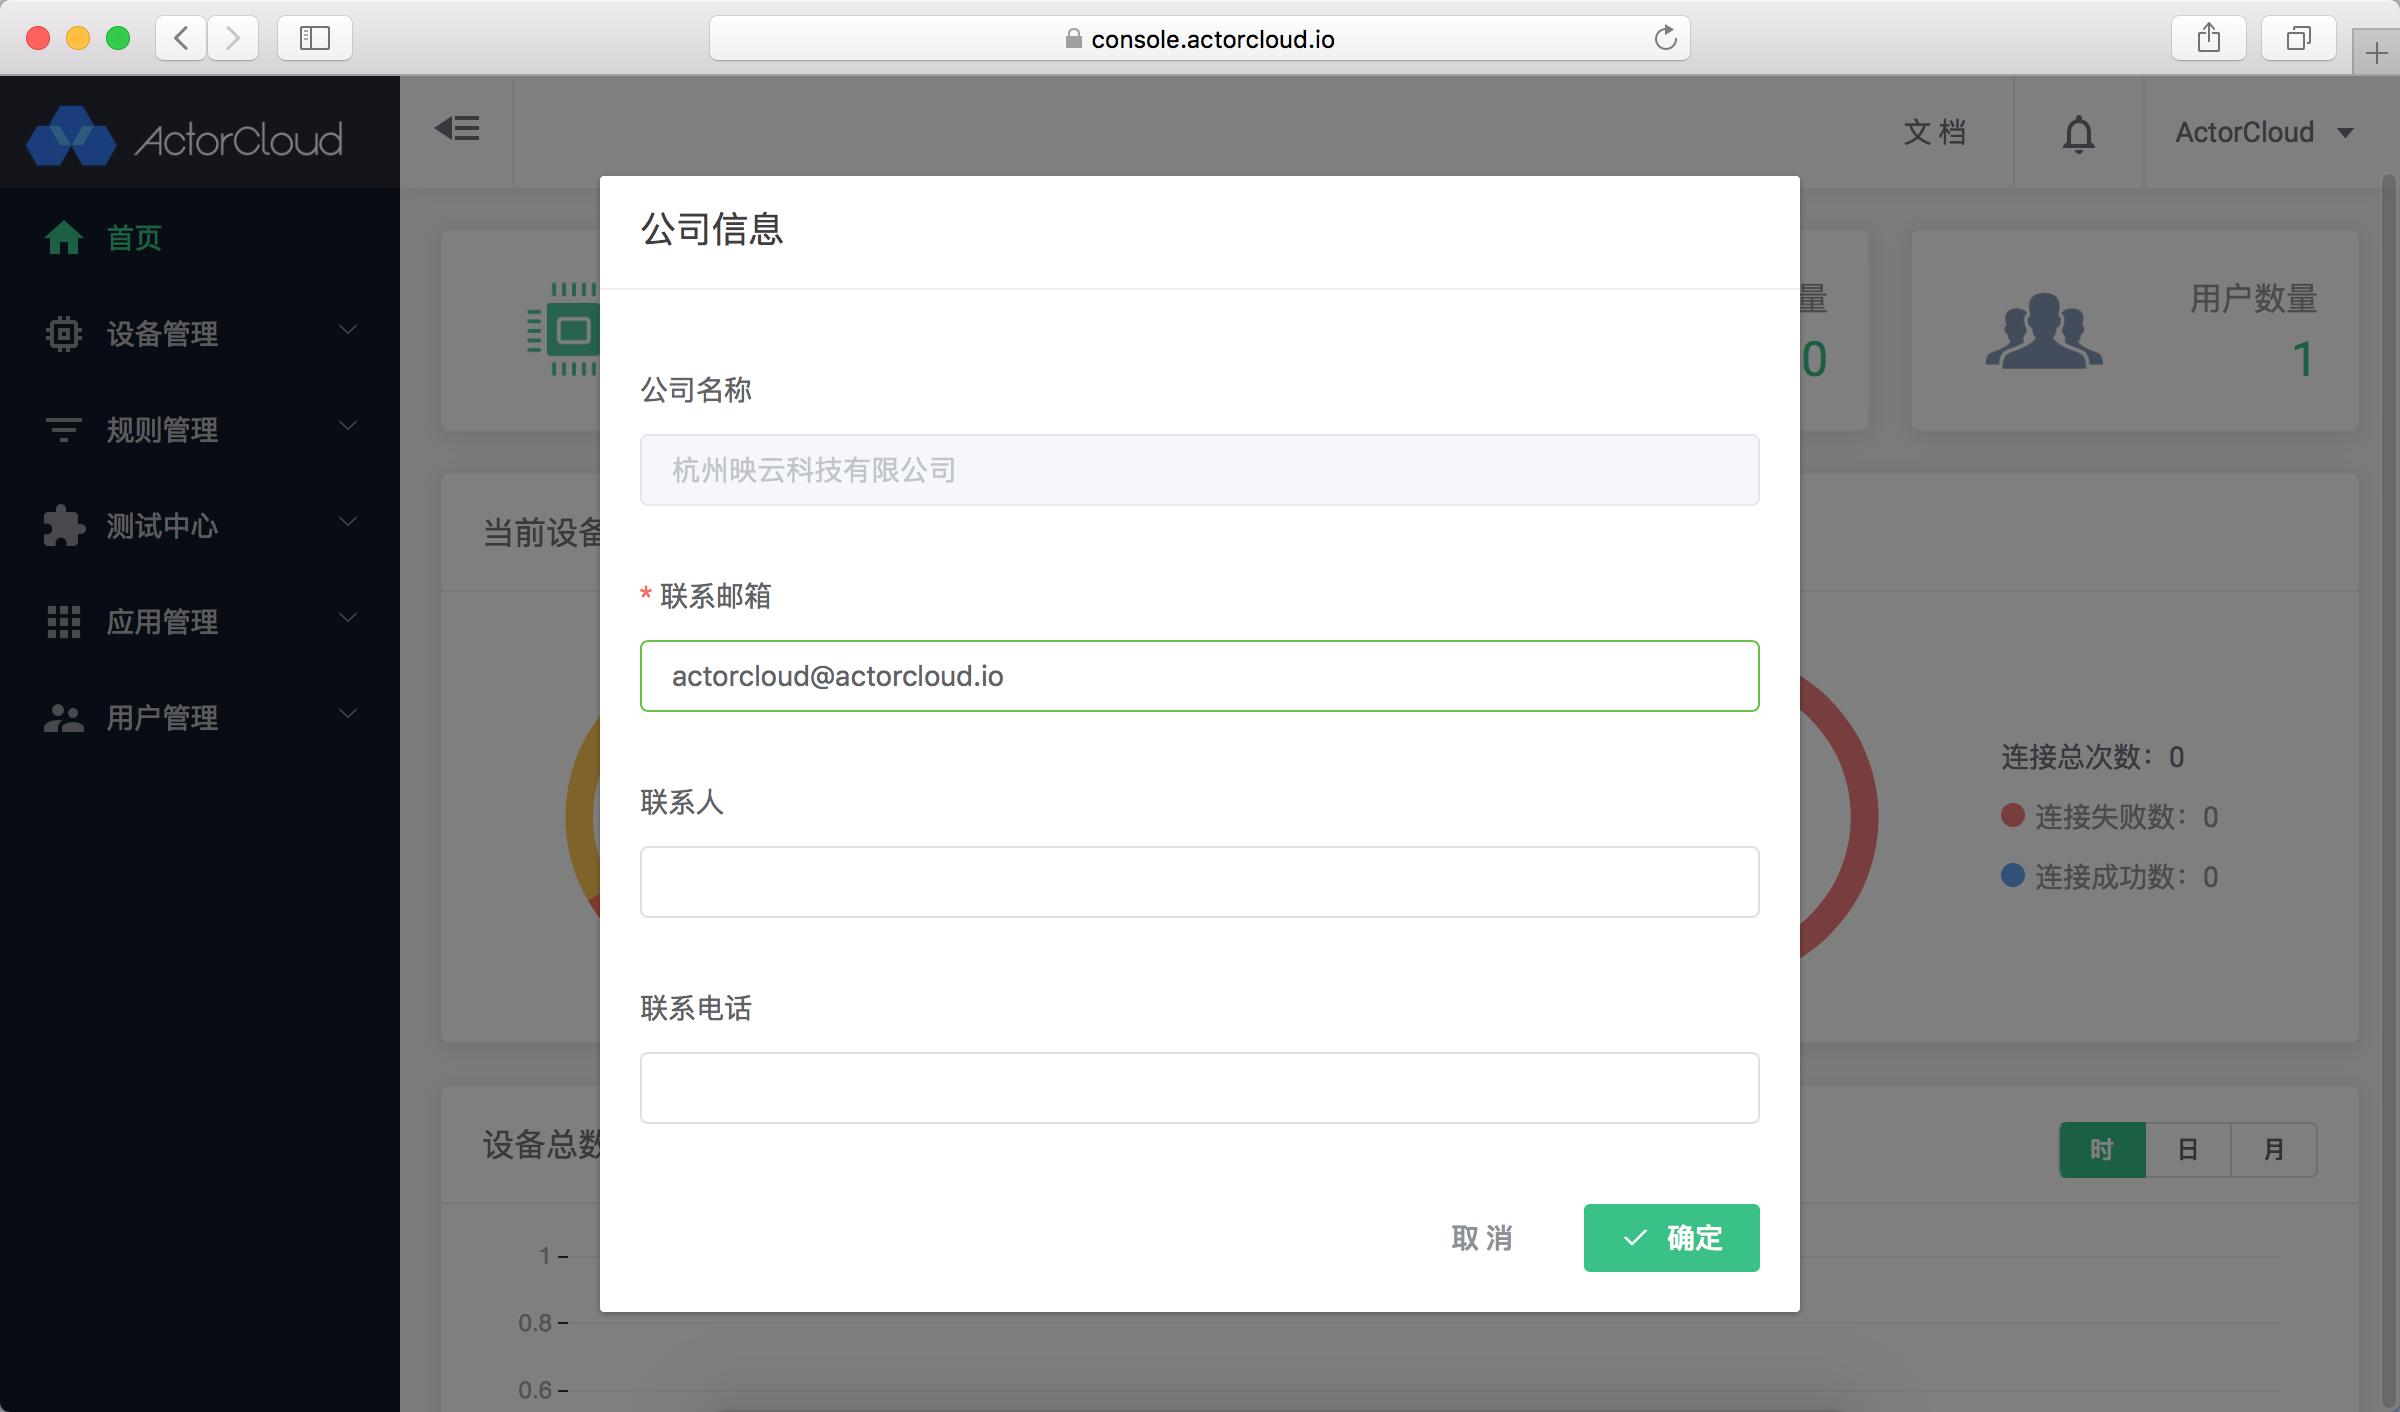 console.actorcloud.io
ActorCloud
文 档
ActorCloud
首页
设备管理
规则管理
测试中心
应用管理
用户管理
公司信息
公司名称
杭州映云科技有限公司
* 联系邮箱
actorcloud@actorcloud.io
联系人
联系电话
取 消
确定
量
0
用户数量
1
当前设备
连接总次数：0
连接失败数：0
连接成功数：0
设备总数
时 日 月
1
0.8
0.6